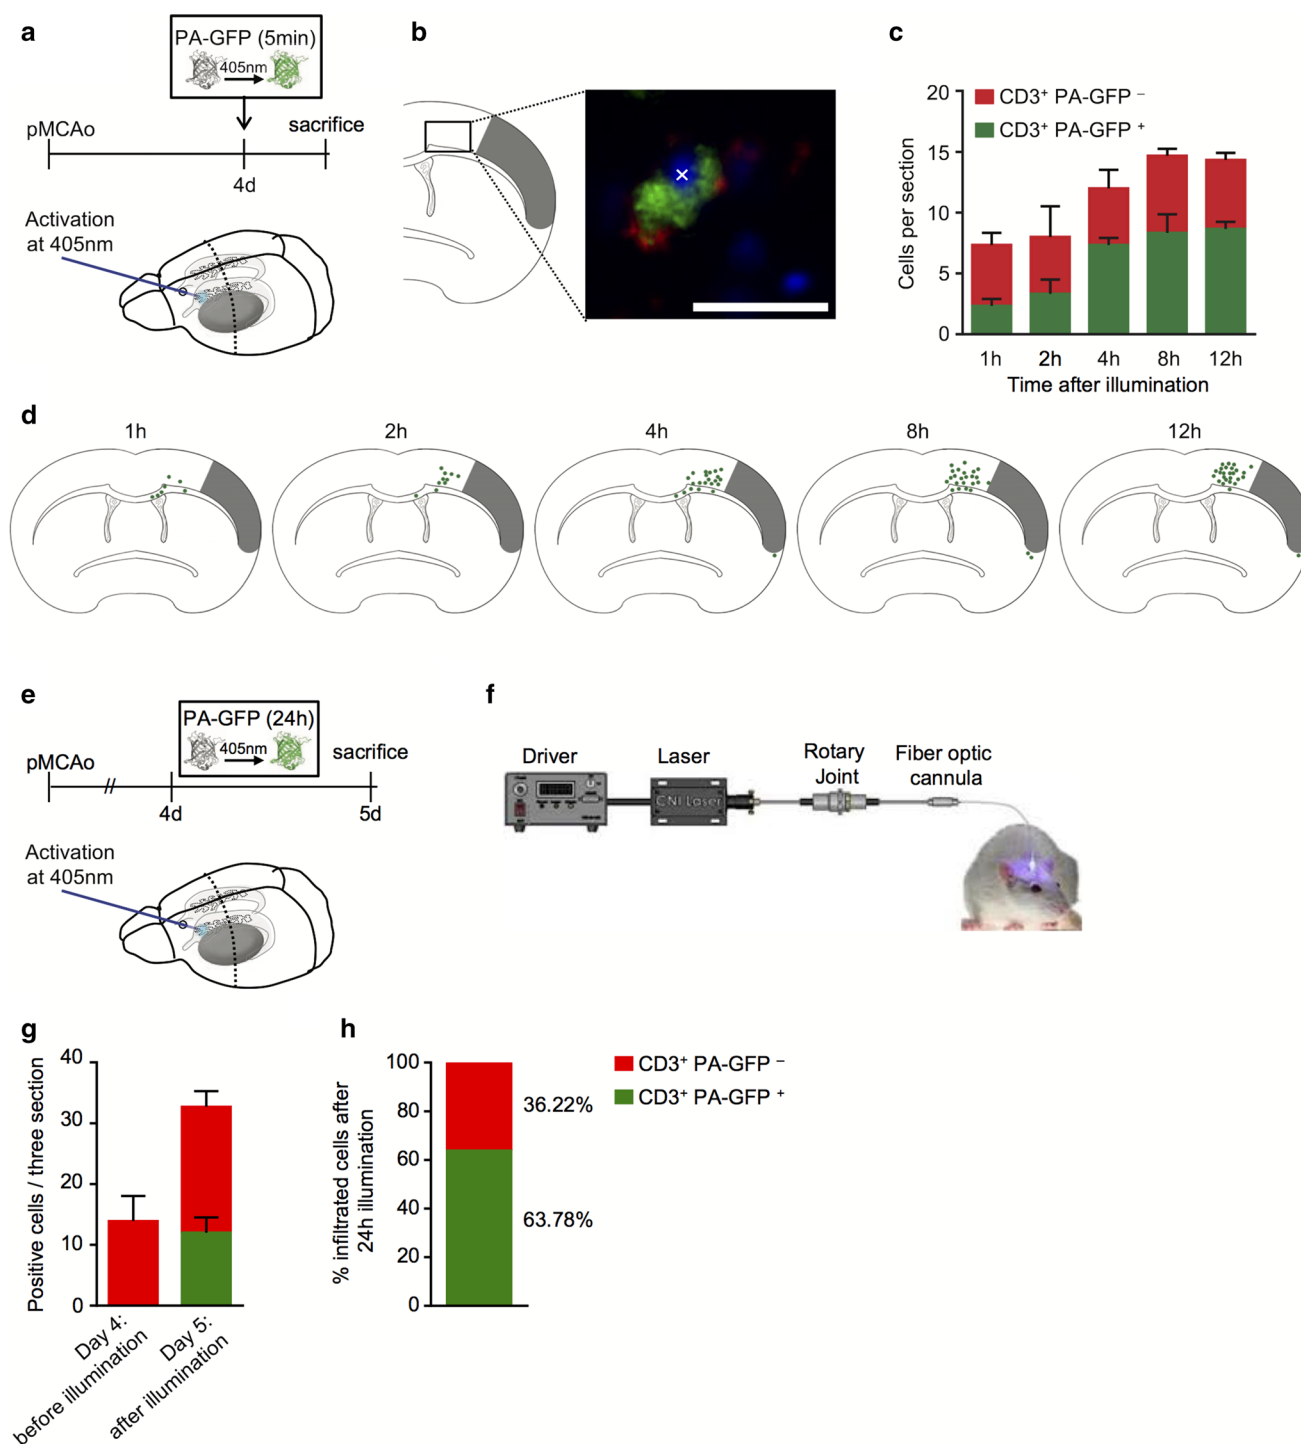 a
PA-GFP (5min)
405nm
pMCAo
sacrifice
4d
Activation
at 405nm
b
c
CD3⁺ PA-GFP ⁻
CD3⁺ PA-GFP ⁺
Cells per section
20
15
10
5
0
1h 2h 4h 8h 12h
Time after illumination
d
1h 2h 4h 8h 12h
e
PA-GFP (24h)
405nm
pMCAo
sacrifice
4d
5d
Activation
at 405nm
f
Driver
Laser
Rotary
Joint
Fiber optic
cannula
CNI Laser
g
Positive cells / three section
40
30
20
10
0
Day 4:
before illumination
Day 5:
after illumination
h
% infiltrated cells after
24h illumination
100
80
60
40
20
0
36.22%
63.78%
CD3⁺ PA-GFP ⁻
CD3⁺ PA-GFP ⁺